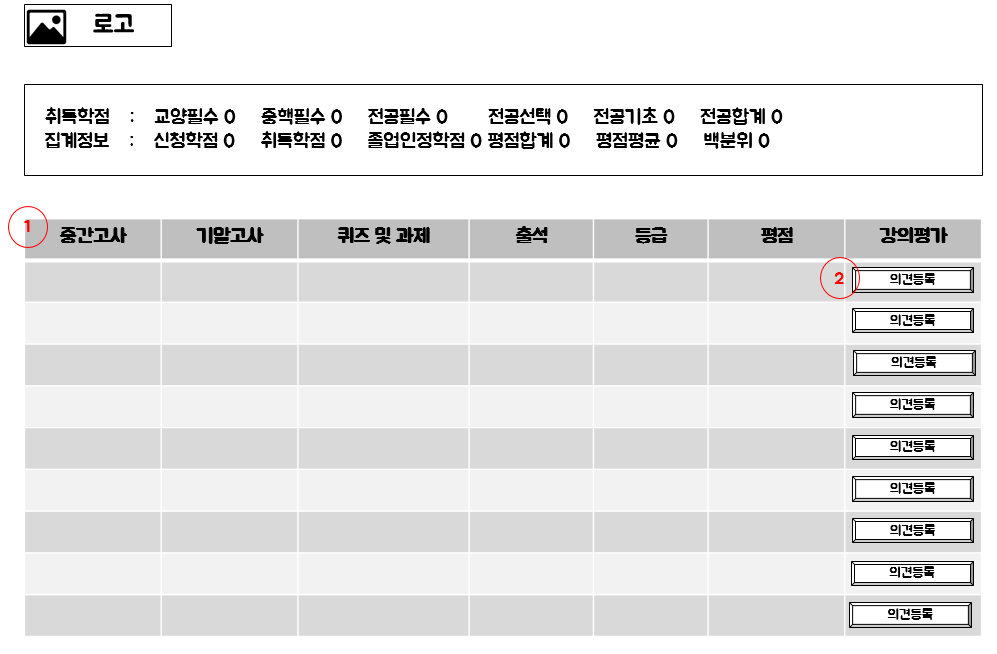 로고
취득학점 : 교양필수 0 중핵필수 0 전공필수 0 전공선택 0 전공기초 0 전공합계 0
집계정보 : 신청학점 0 취득학점 0 졸업인정학점 0 평점합계 0 평점평균 0 백분위 0
1 중간고사 기말고사 퀴즈 및 과제 출석 등급 평점 강의평가
2 의견등록
의견등록
의견등록
의견등록
의견등록
의견등록
의견등록
의견등록
의견등록